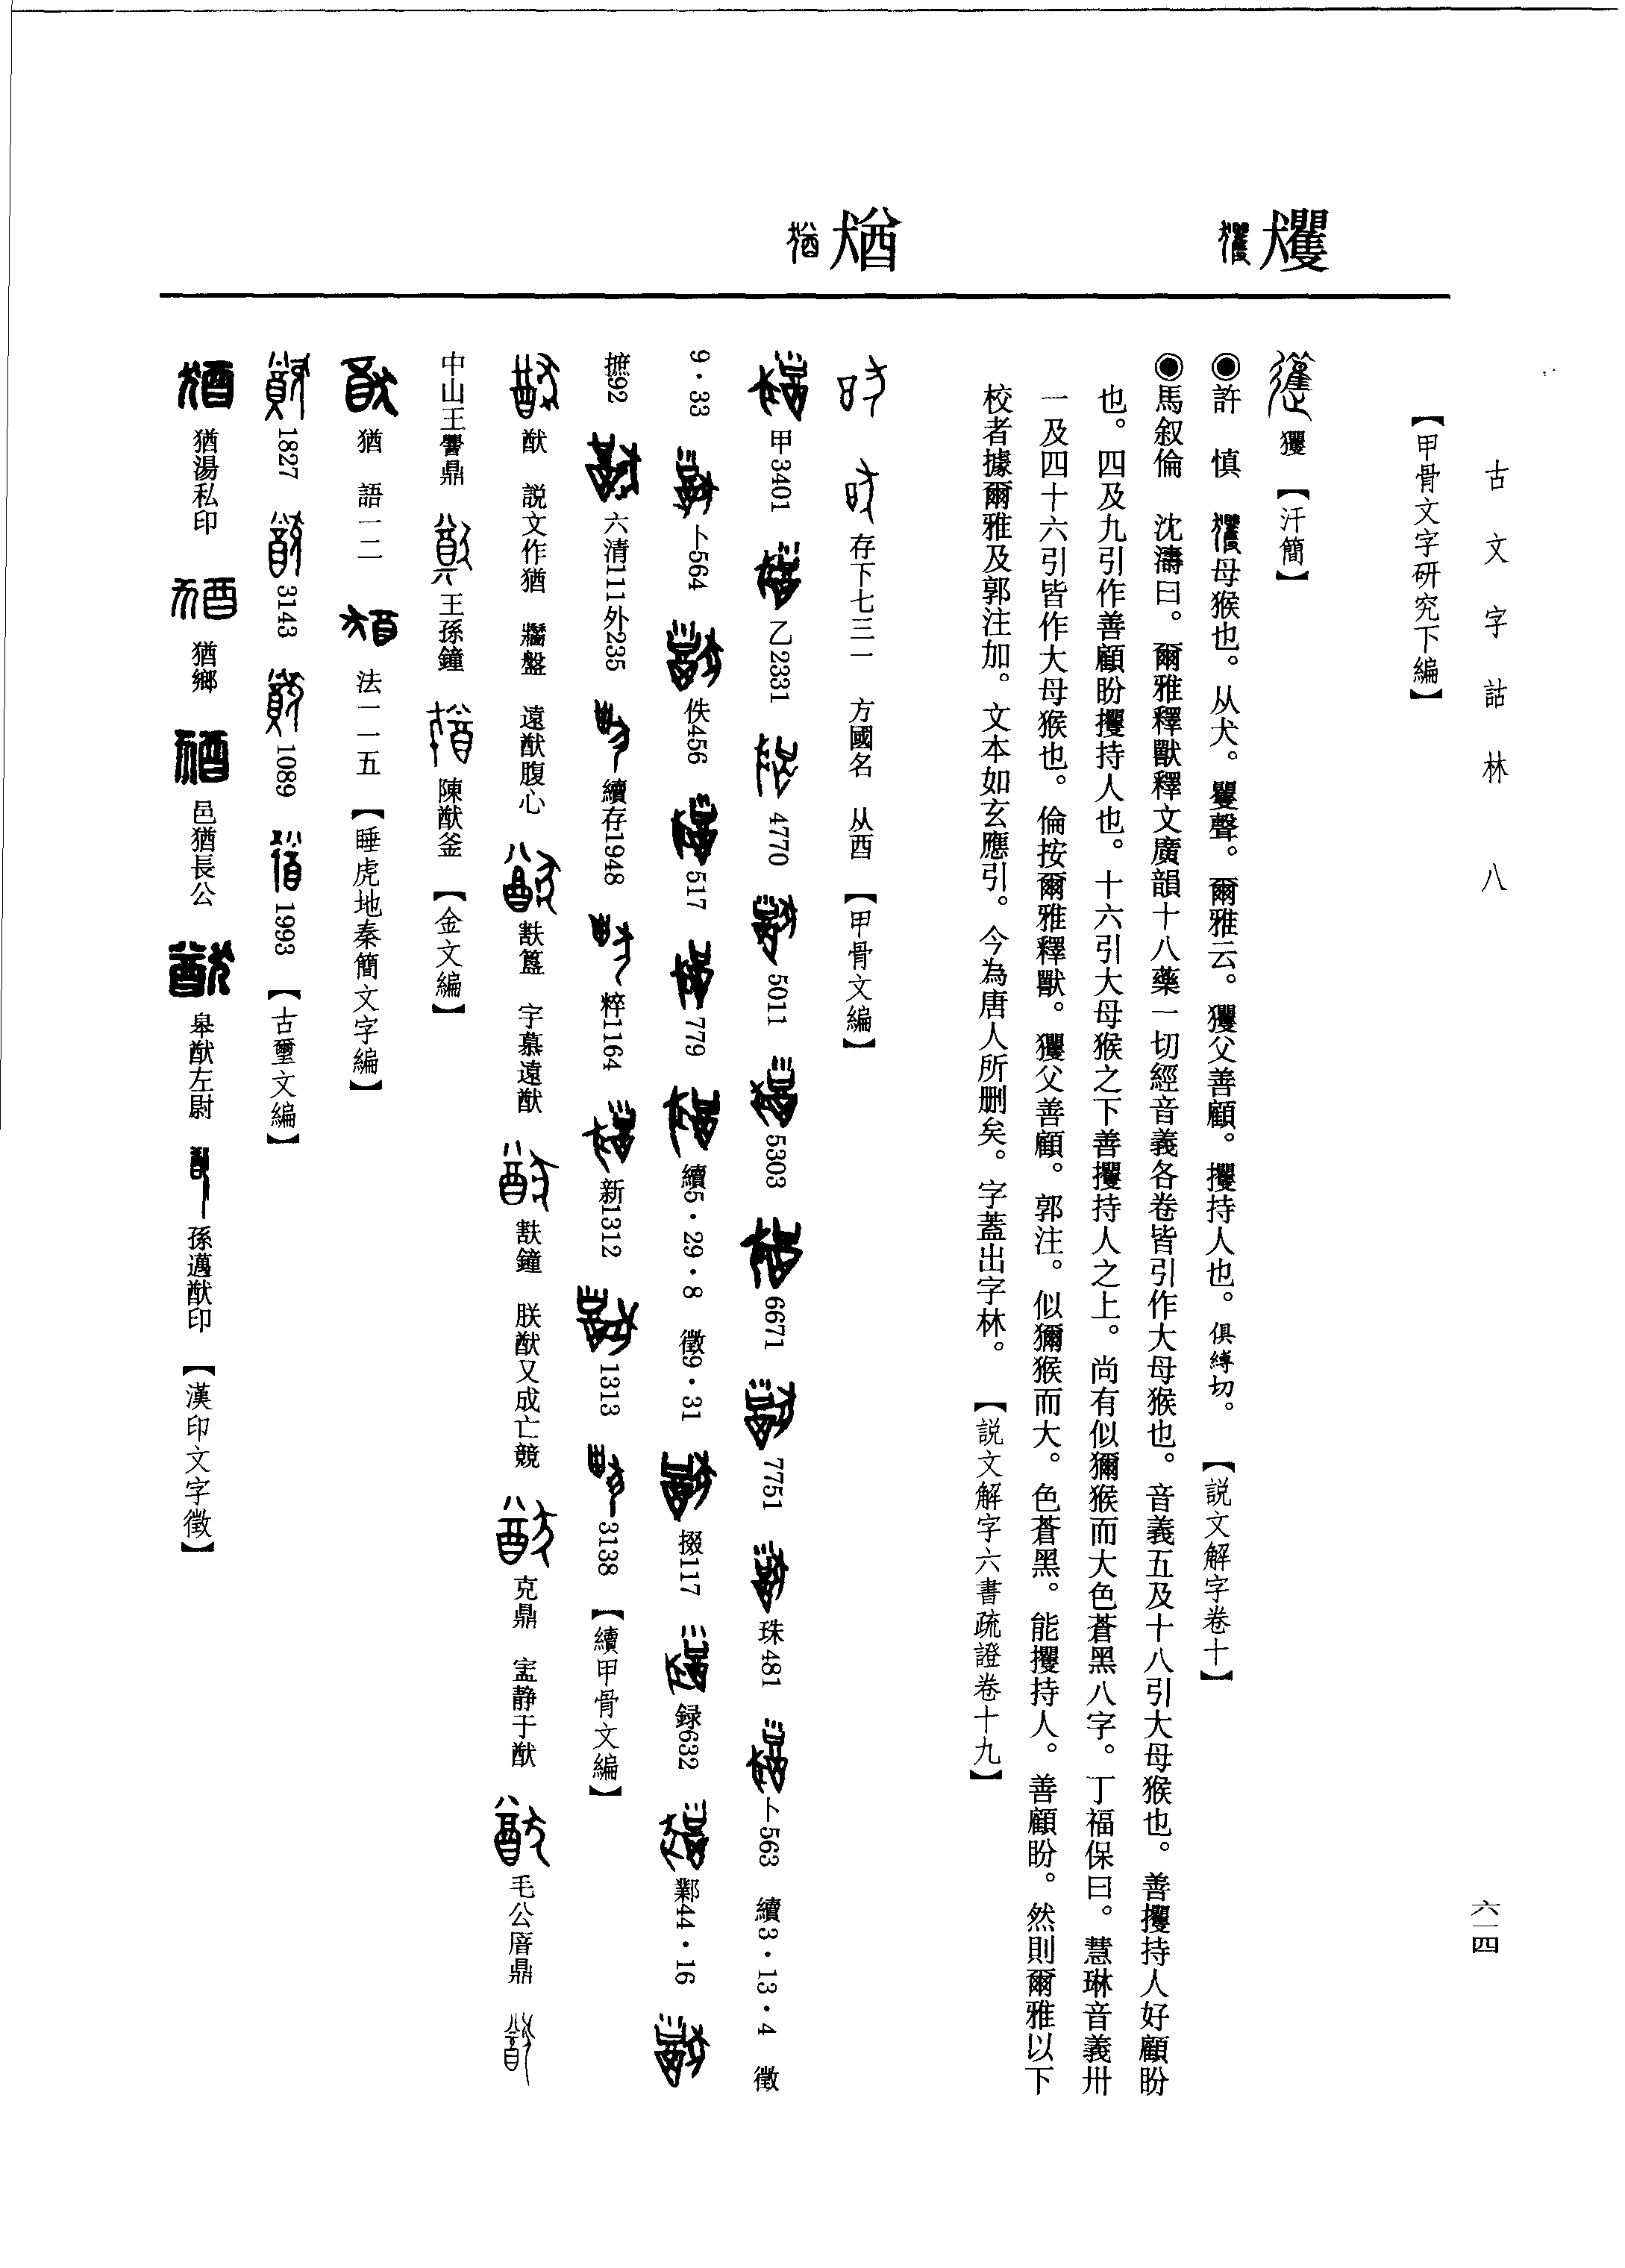 古文字詁林　八
六一四
【甲骨文字研究下編】
玃
玃　【汗簡】
◉許　慎　玃母猴也。从犬。矍聲。爾雅云。玃父善顧。攫持人也。俱縛切。　【説文解字卷十】
◉馬叙倫　沈濤曰。爾雅釋獸釋文廣韻十八藥一切經音義各卷皆引作大母猴也。音義五及十八引大母猴也。善攫持人好顧盼
也。四及九引作善顧盼攫持人也。十六引大母猴之下善攫持人之上。尚有似獼猴而大色蒼黑八字。丁福保曰。慧琳音義卅
一及四十六引皆作大母猴也。倫按爾雅釋獸。玃父善顧。郭注。似獼猴而大。色蒼黑。能攫持人。善顧盼。然則爾雅以下
校者據爾雅及郭注加。文本如玄應引。今為唐人所刪矣。字蓋出字林。　【説文解字六書疏證卷十九】
猶
存下七三一　方國名　从酉　【甲骨文編】
甲3401　乙2331　4770　5011　5303　6671　7751　珠481　卜563　續3·13·4　徵
9·33　卜564　佚456　517　779　續5·29·8　徵9·31　掇117　録632　鄴44·16
摭92　六清111外235　續存1948　粹1164　新1312　1313　3138　【續甲骨文編】
猷　説文作猶　牆盤　遠猷腹心　㝬簋　宇慕遠猷　㝬鐘　朕猷又成亡競　克鼎　寍静于猷　毛公厝鼎
中山王䂂鼎　王孫鐘　陳猷釜　【金文編】
猶　語一二　法一一五　【睡虎地秦簡文字編】
1827　3143　1089　1993　【古璽文編】
猶湯私印　猶鄉　邑猶長公　皋猷左尉　孫邁猷印　【漢印文字徵】